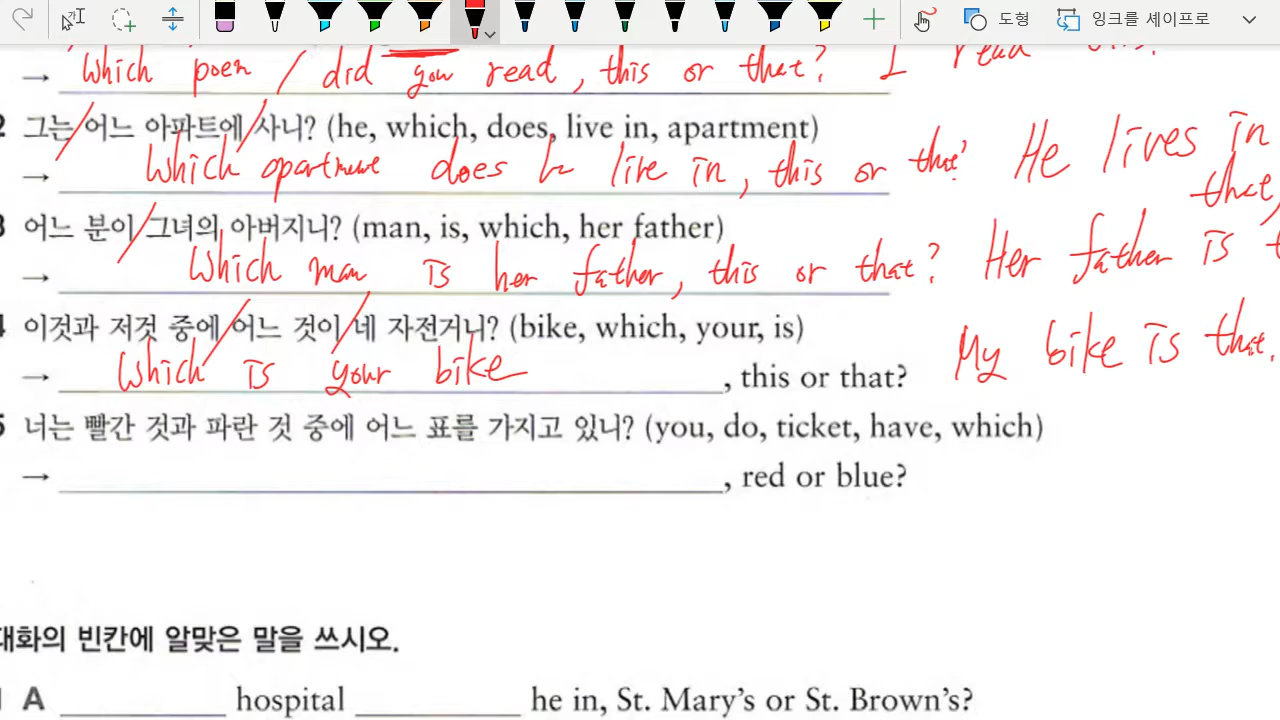 도형 잉크를 셰이프로
→ Which poem / did you read, this or that? I read
2 그는/어느 아파트에/사니? (he, which, does, live in, apartment)
→ Which apartment does he live in, this or that? He lives in that,
3 어느 분이/그녀의 아버지니? (man, is, which, her father)
→ Which man is her father, this or that? Her father is
4 이것과 저것 중에/어느 것이/네 자전거니? (bike, which, your, is)
→ Which is your bike, this or that? My bike is that.
5 너는 빨간 것과 파란 것 중에 어느 표를 가지고 있니? (you, do, ticket, have, which)
→ , red or blue?
대화의 빈칸에 알맞은 말을 쓰시오.
A hospital he in, St. Mary's or St. Brown's?